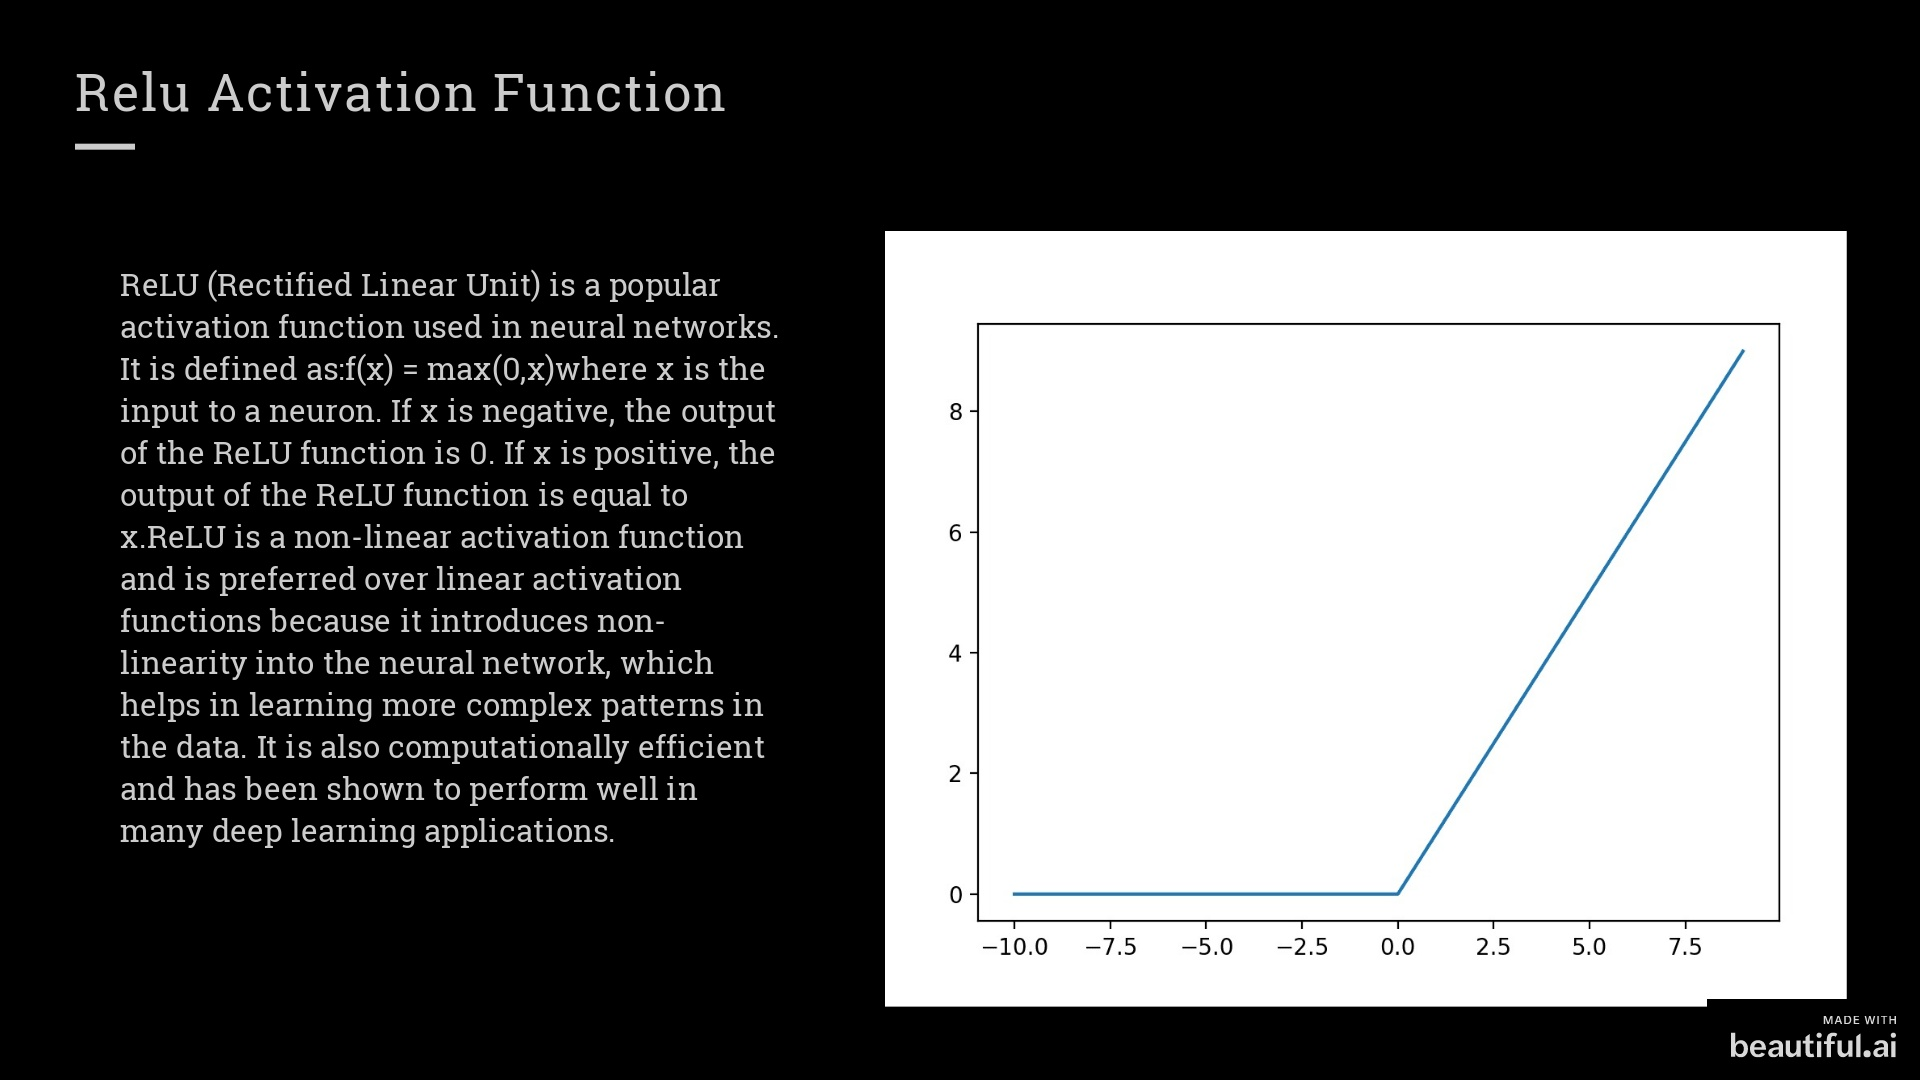 Relu Activation Function
ReLU (Rectified Linear Unit) is a popular
activation function used in neural networks.
It is defined as:f(x) = max(0,x)where x is the
input to a neuron. If x is negative, the output
of the ReLU function is 0. If x is positive, the
output of the ReLU function is equal to
x.ReLU is a non-linear activation function
and is preferred over linear activation
functions because it introduces non-
linearity into the neural network, which
helps in learning more complex patterns in
the data. It is also computationally efficient
and has been shown to perform well in
many deep learning applications.
8
6
4
2
0
−10.0 −7.5 −5.0 −2.5 0.0 2.5 5.0 7.5
MADE WITH
beautiful.ai